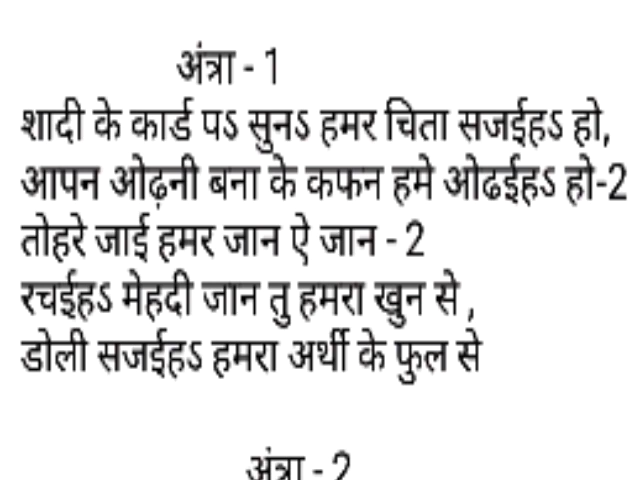 अंत्रा - 1
शादी के कार्ड पऽ सुनऽ हमर चिता सजईहऽ हो,
आपन ओढ़नी बना के कफन हमे ओढईहऽ हो-2
तोहरे जाई हमर जान ऐ जान - 2
रचईहऽ मेहदी जान तु हमरा खुन से ,
डोली सजईहऽ हमरा अर्थी के फुल से
अंत्रा - 2